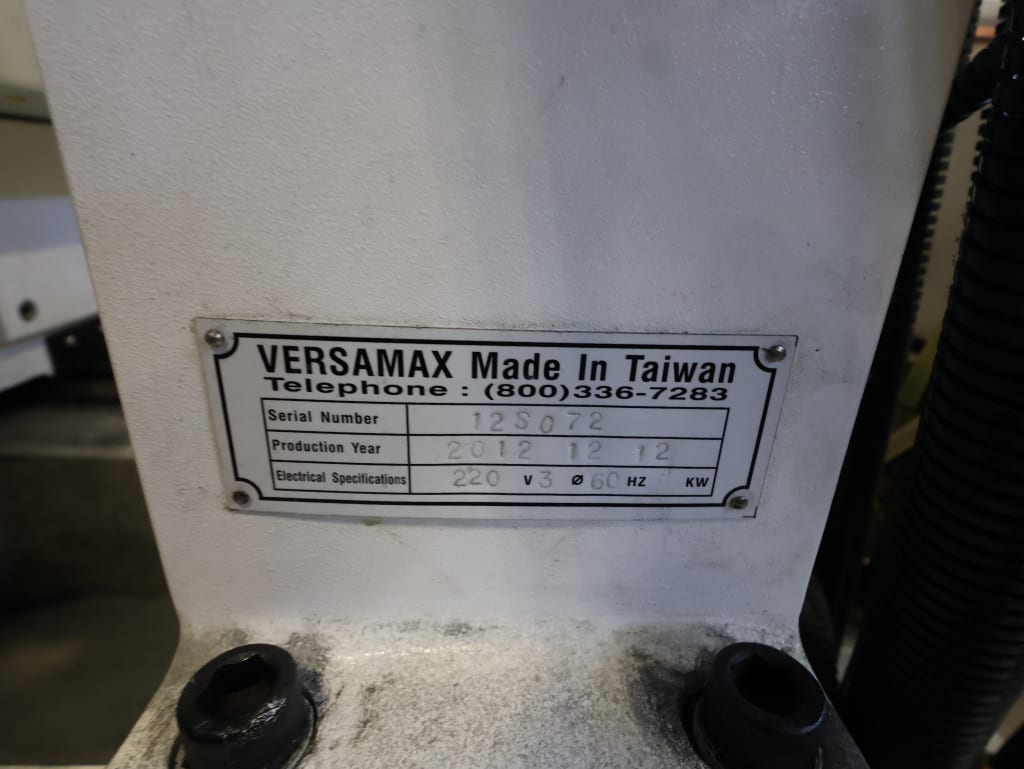 VERSAMAX Made In Taiwan
Telephone : (800)336-7283
Serial Number 12S072
Production Year 2012 12 12
Electrical Specifications 220 V 3 Ø 60 HZ KW